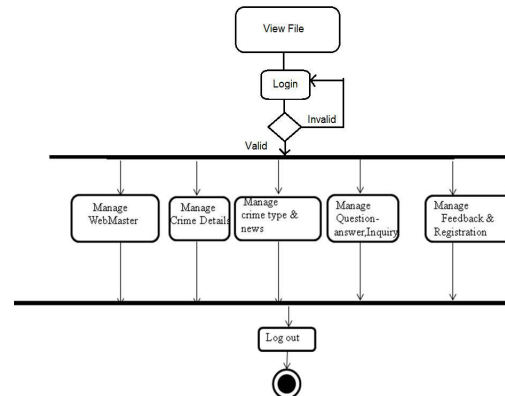 View File
Login
Invalid
Valid
Manage
WebMaster
Manage
Crime Details
Manage
crime type &
news
Manage
Question-
answer,Inquiry
Manage
Feedback &
Registration
Log out